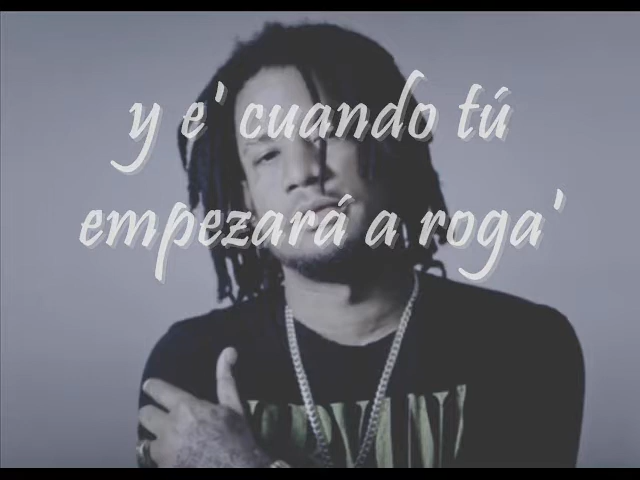 y e' cuando tú
empezará a roga'